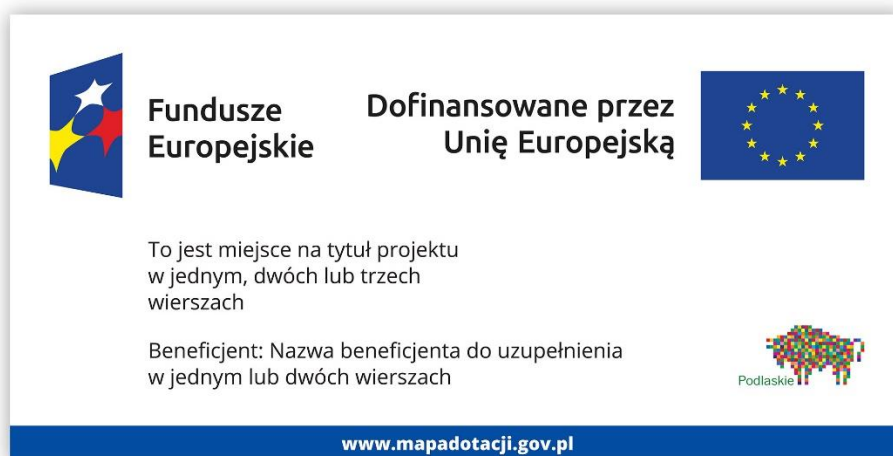 Fundusze
Europejskie
Dofinansowane przez
Unię Europejską
To jest miejsce na tytuł projektu
w jednym, dwóch lub trzech
wierszach
Beneficjent: Nazwa beneficjenta do uzupełnienia
w jednym lub dwóch wierszach
Podlaskie
www.mapadotacji.gov.pl